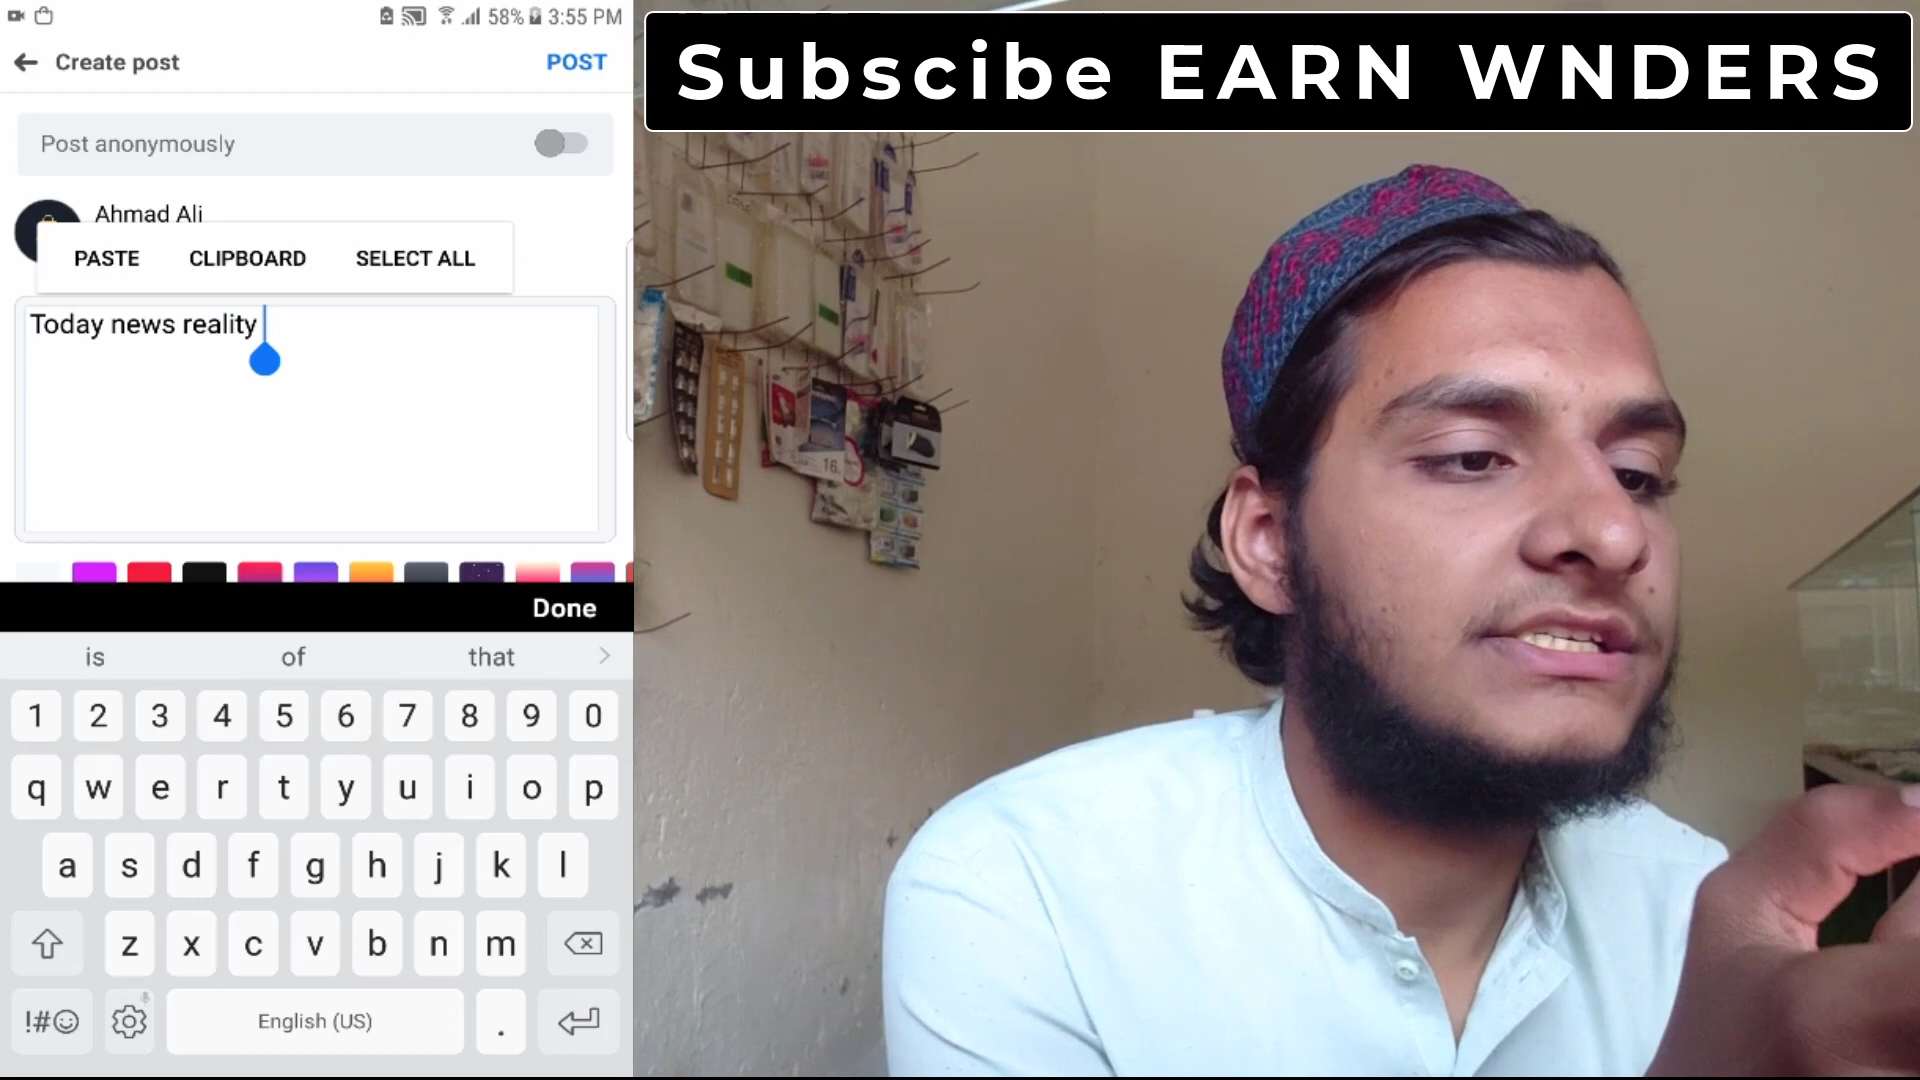 58% 3:55 PM
Create post POST
Post anonymously
Ahmad Ali
PASTE CLIPBOARD SELECT ALL
Today news reality
Done
is of that
1 2 3 4 5 6 7 8 9 0
q w e r t y u i o p
a s d f g h j k l
z x c v b n m
!#☺ English (US) .
Subscibe EARN WNDERS
16